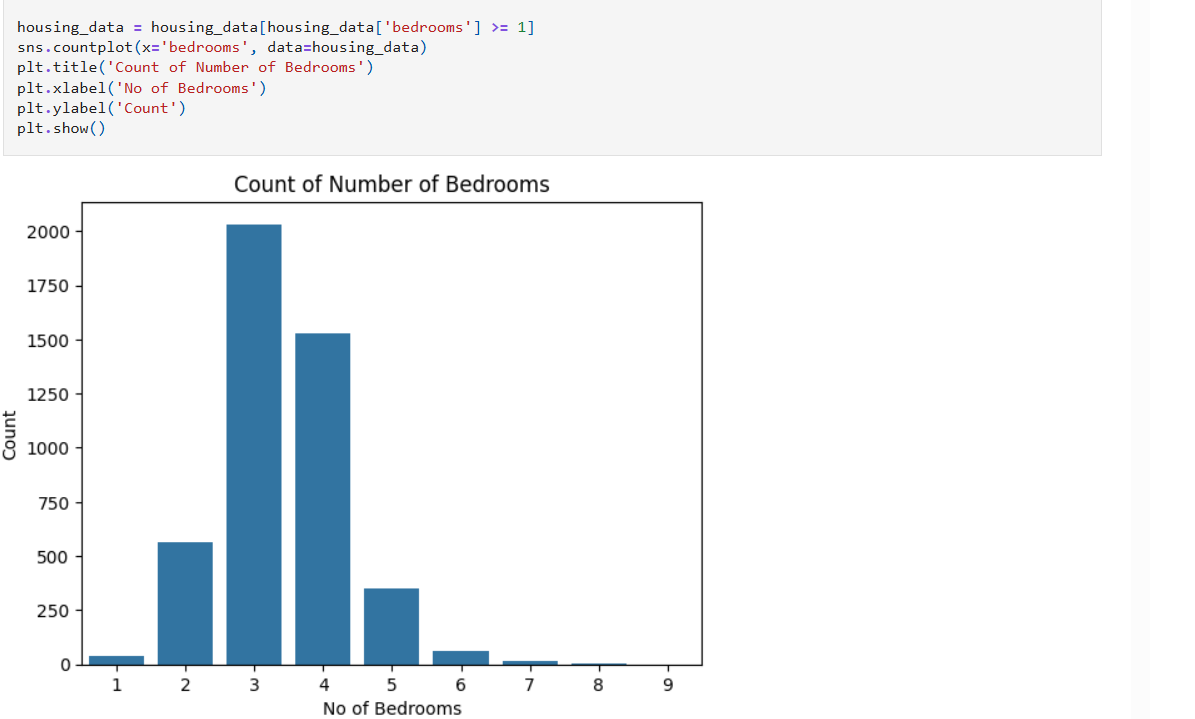 housing_data = housing_data[housing_data['bedrooms'] >= 1]
sns.countplot(x='bedrooms', data=housing_data)
plt.title('Count of Number of Bedrooms')
plt.xlabel('No of Bedrooms')
plt.ylabel('Count')
plt.show()
Count of Number of Bedrooms
2000
1750
1500
1250
1000
750
500
250
0
Count
1 2 3 4 5 6 7 8 9
No of Bedrooms